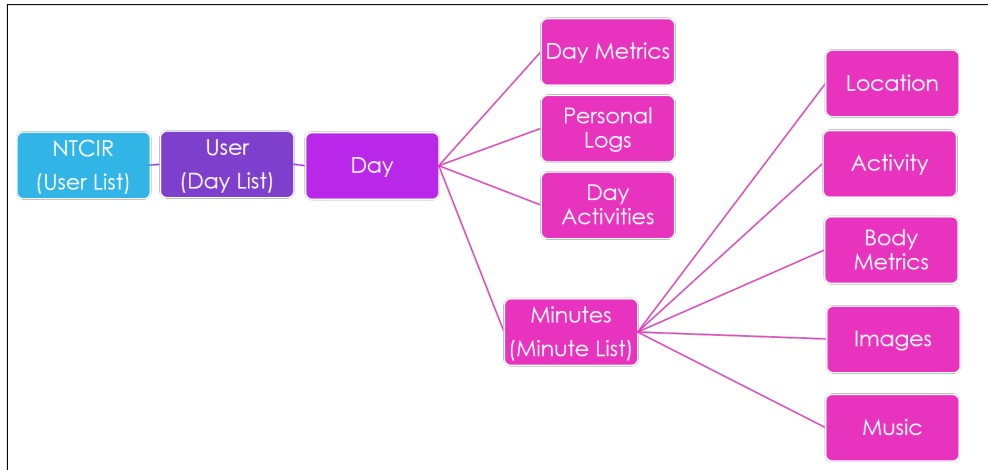 NTCIR
(User List)
User
(Day List)
Day
Day Metrics
Personal
Logs
Day
Activities
Minutes
(Minute List)
Location
Activity
Body
Metrics
Images
Music